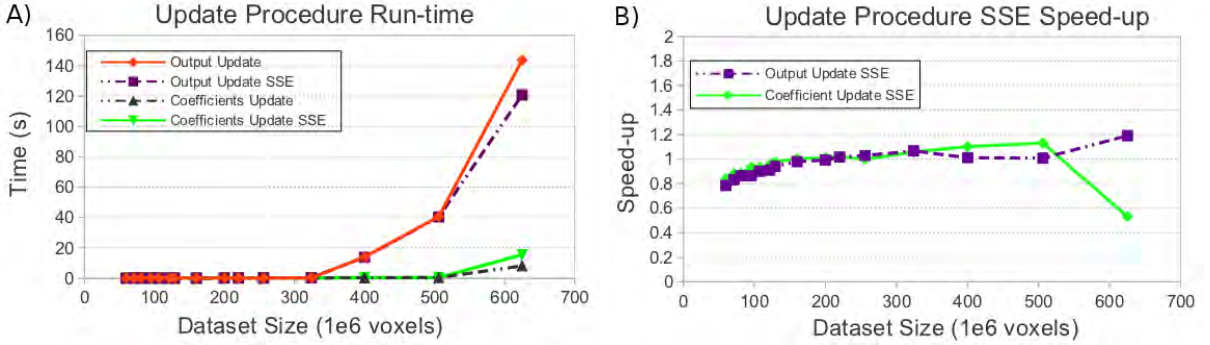 A)
Update Procedure Run-time
160
140
120
100
80
60
40
20
0
Time (s)
Output Update
Output Update SSE
Coefficients Update
Coefficients Update SSE
0 100 200 300 400 500 600 700
Dataset Size (1e6 voxels)
B)
Update Procedure SSE Speed-up
2
1.8
1.6
1.4
1.2
1
0.8
0.6
0.4
0.2
0
Speed-up
Output Update SSE
Coefficient Update SSE
0 100 200 300 400 500 600 700
Dataset Size (1e6 voxels)